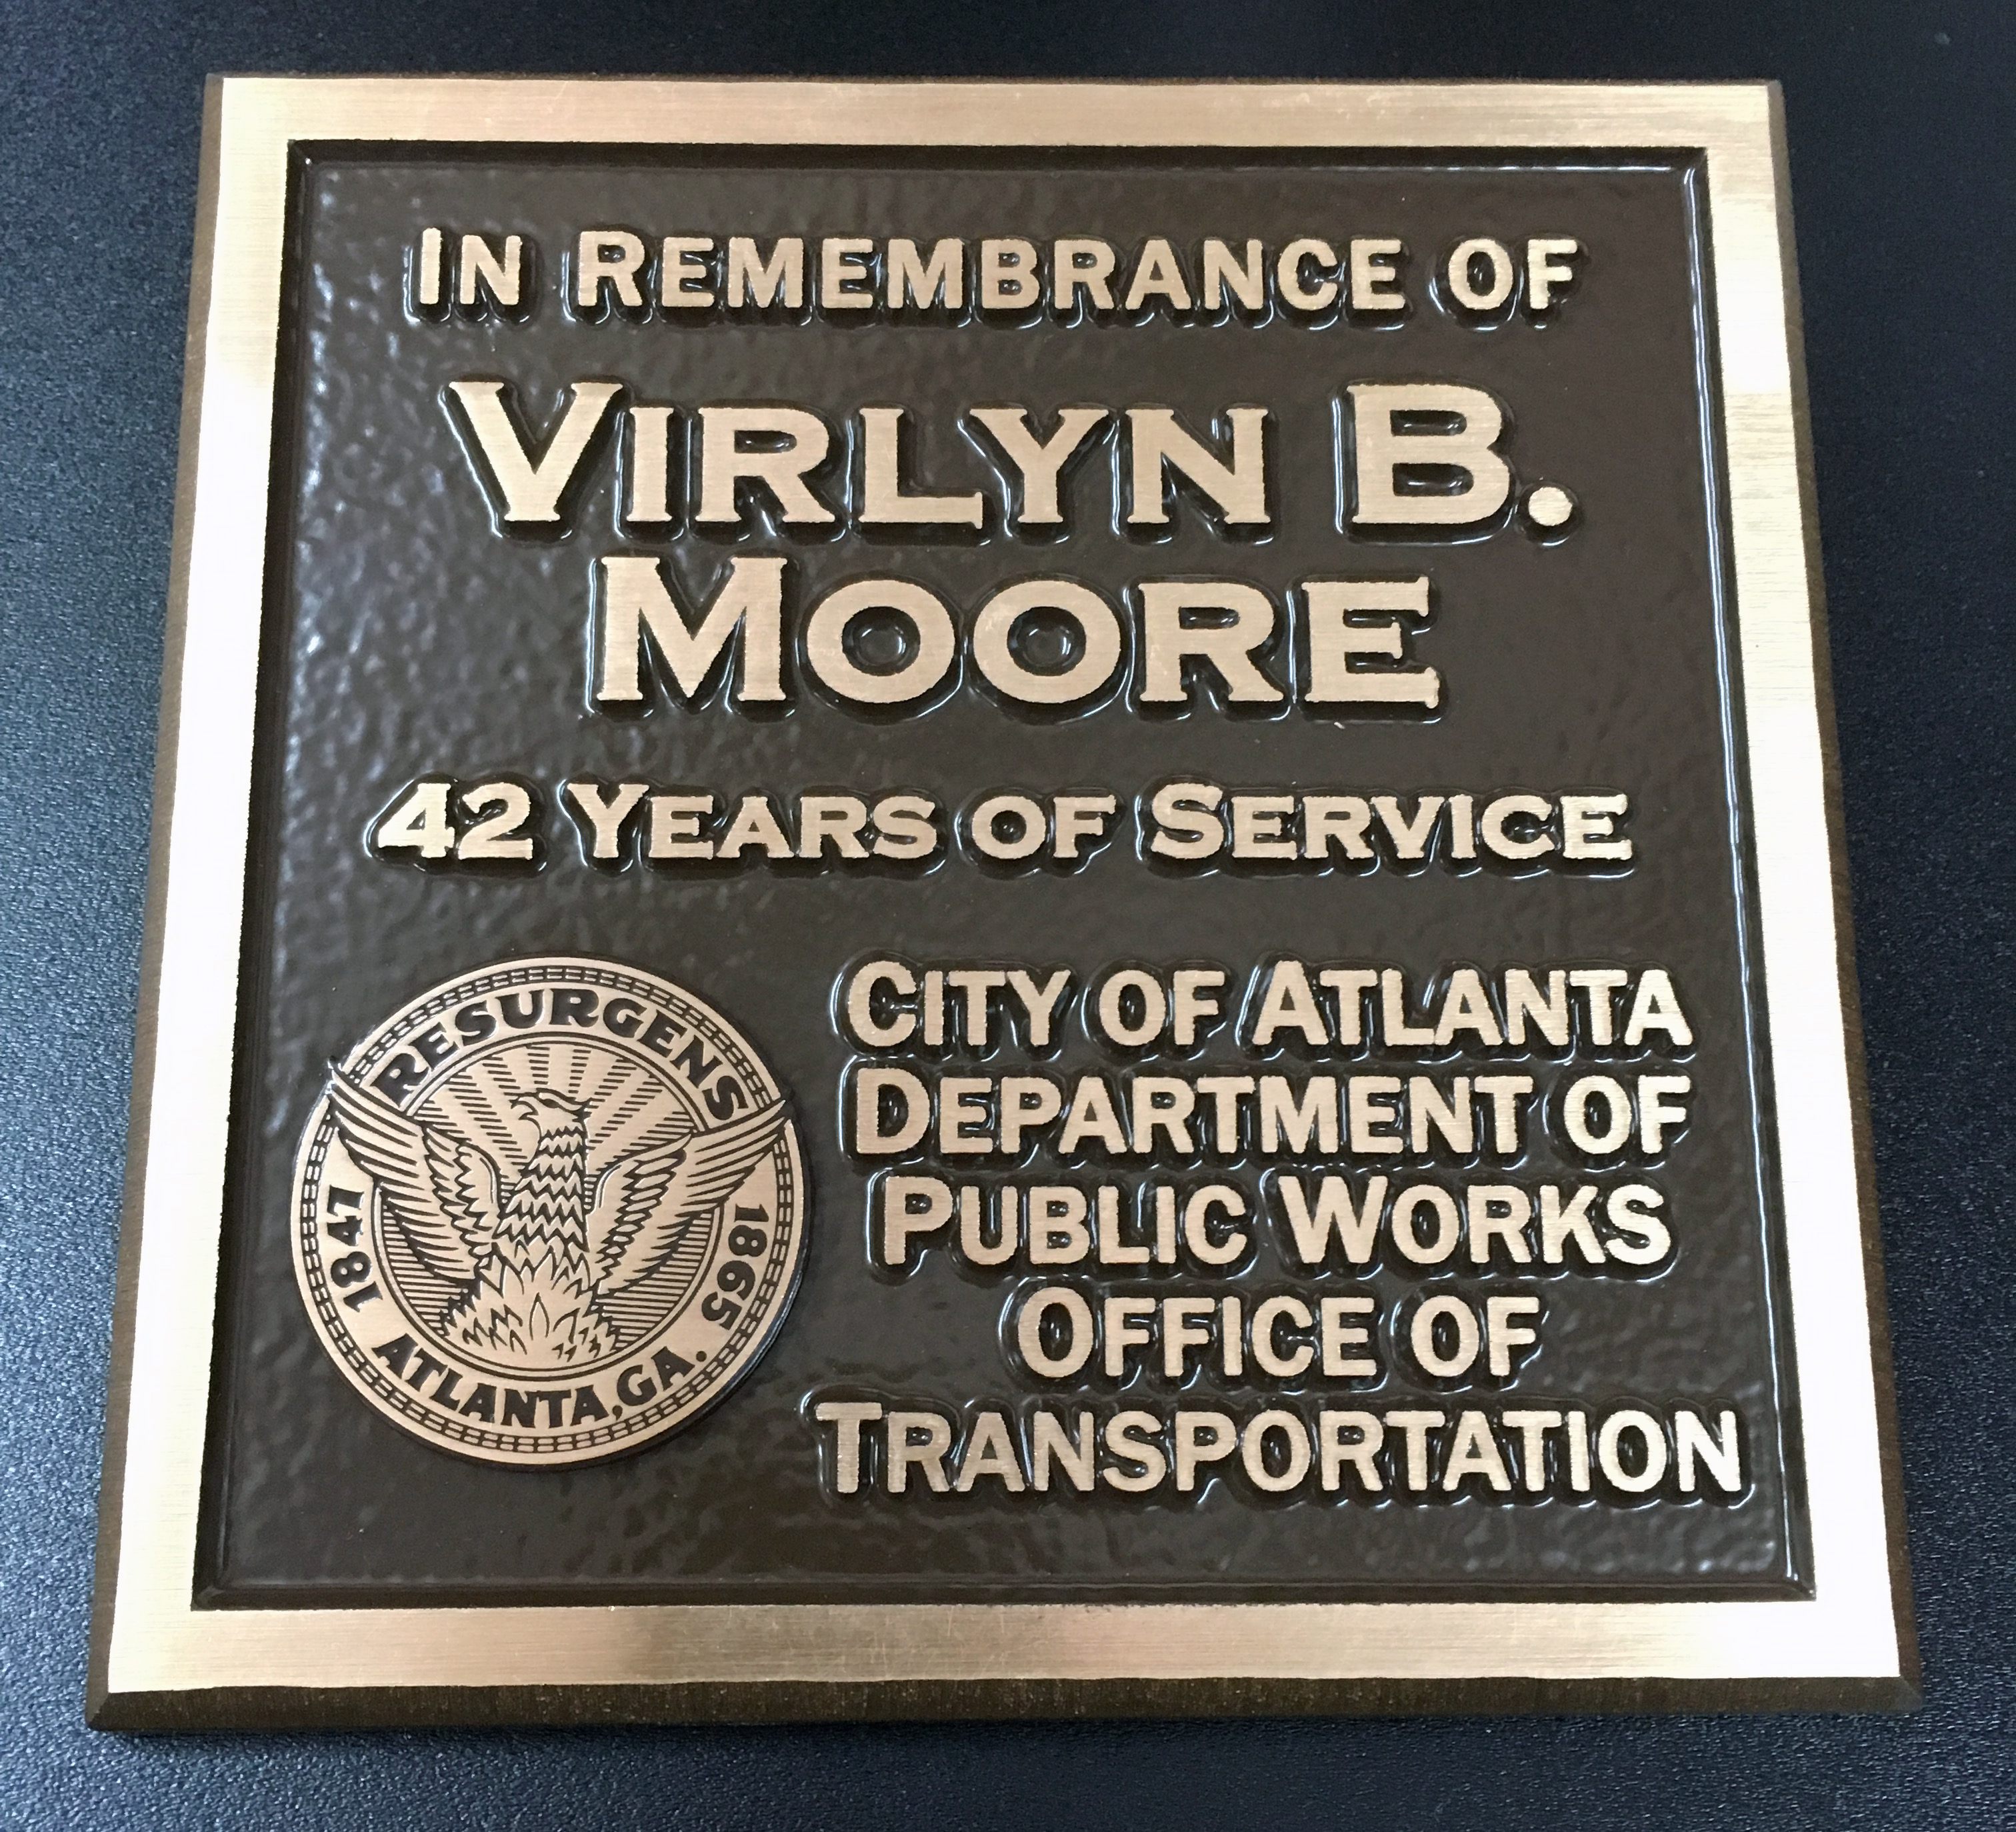 IN REMEMBRANCE OF
VIRLYN B.
MOORE
42 YEARS OF SERVICE
RESURGENS
1847
1865
ATLANTA, GA.
CITY OF ATLANTA
DEPARTMENT OF
PUBLIC WORKS
OFFICE OF
TRANSPORTATION